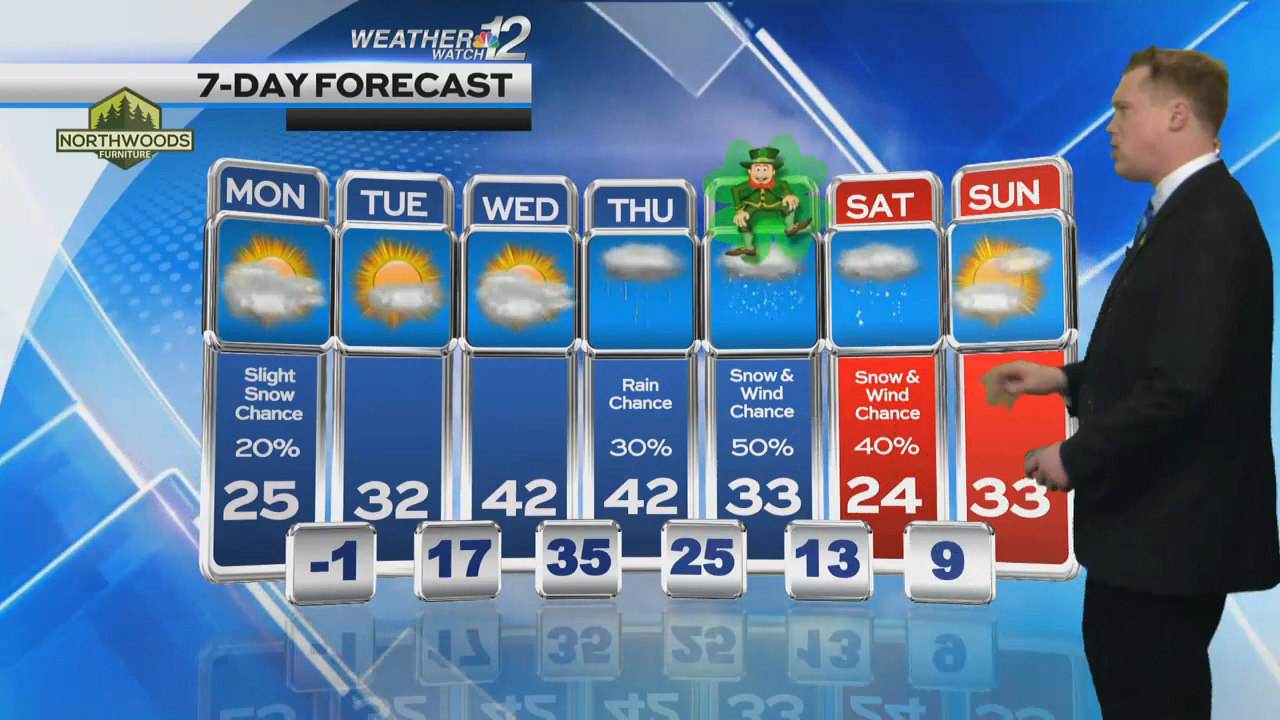 WEATHER 12
WATCH
7-DAY FORECAST
NORTHWOODS
FURNITURE
MON
TUE
WED
THU
SAT
SUN
Slight
Snow
Chance
20%
25
32
42
Rain
Chance
30%
42
Snow &
Wind
Chance
50%
33
Snow &
Wind
Chance
40%
24
33
-1
17
35
25
13
9